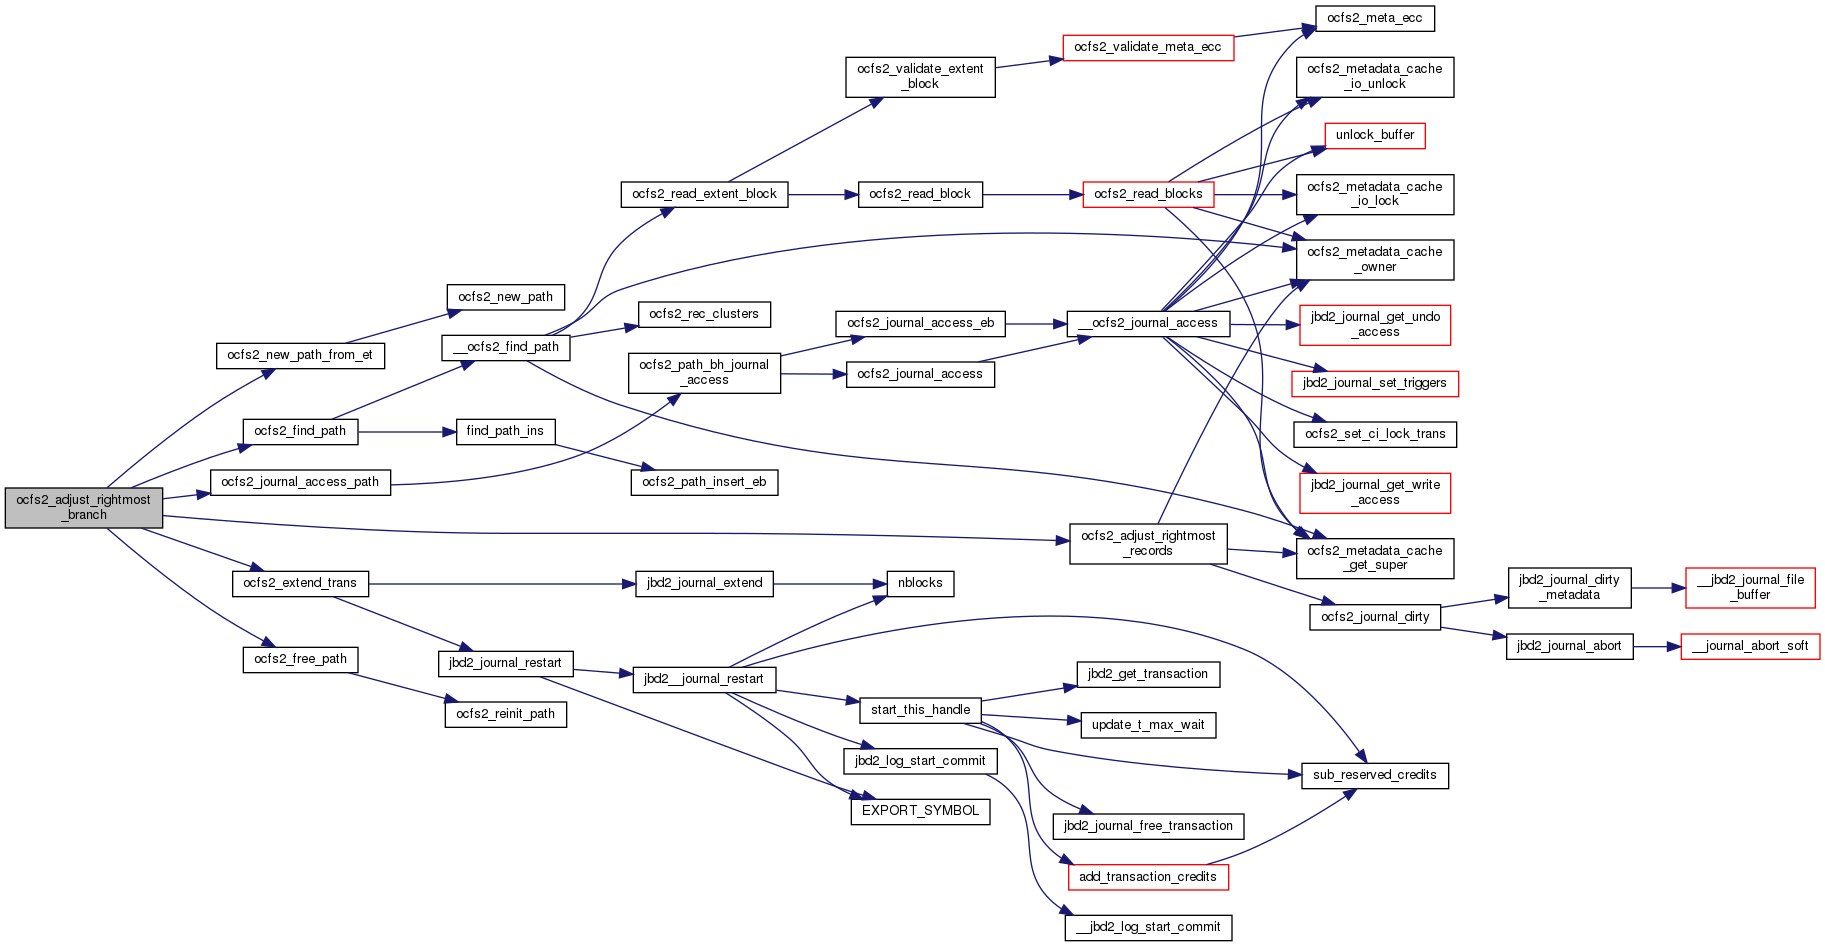 ocfs2_meta_ecc
ocfs2_validate_meta_ecc
ocfs2_validate_extent
_block
ocfs2_metadata_cache
_io_unlock
unlock_buffer
ocfs2_read_extent_block
ocfs2_read_block
ocfs2_read_blocks
ocfs2_metadata_cache
_io_lock
ocfs2_metadata_cache
_owner
ocfs2_new_path
ocfs2_rec_clusters
ocfs2_journal_access_eb
__ocfs2_journal_access
jbd2_journal_get_undo
_access
ocfs2_new_path_from_et
__ocfs2_find_path
ocfs2_path_bh_journal
_access
ocfs2_journal_access
jbd2_journal_set_triggers
ocfs2_find_path
find_path_ins
ocfs2_set_ci_lock_trans
ocfs2_journal_access_path
ocfs2_path_insert_eb
jbd2_journal_get_write
_access
ocfs2_adjust_rightmost
_branch
ocfs2_adjust_rightmost
_records
ocfs2_metadata_cache
_get_super
ocfs2_extend_trans
jbd2_journal_extend
nblocks
jbd2_journal_dirty
_metadata
__jbd2_journal_file
_buffer
ocfs2_journal_dirty
jbd2_journal_abort
__journal_abort_soft
ocfs2_free_path
jbd2_journal_restart
jbd2__journal_restart
jbd2_get_transaction
ocfs2_reinit_path
start_this_handle
update_t_max_wait
jbd2_log_start_commit
sub_reserved_credits
EXPORT_SYMBOL
jbd2_journal_free_transaction
add_transaction_credits
__jbd2_log_start_commit